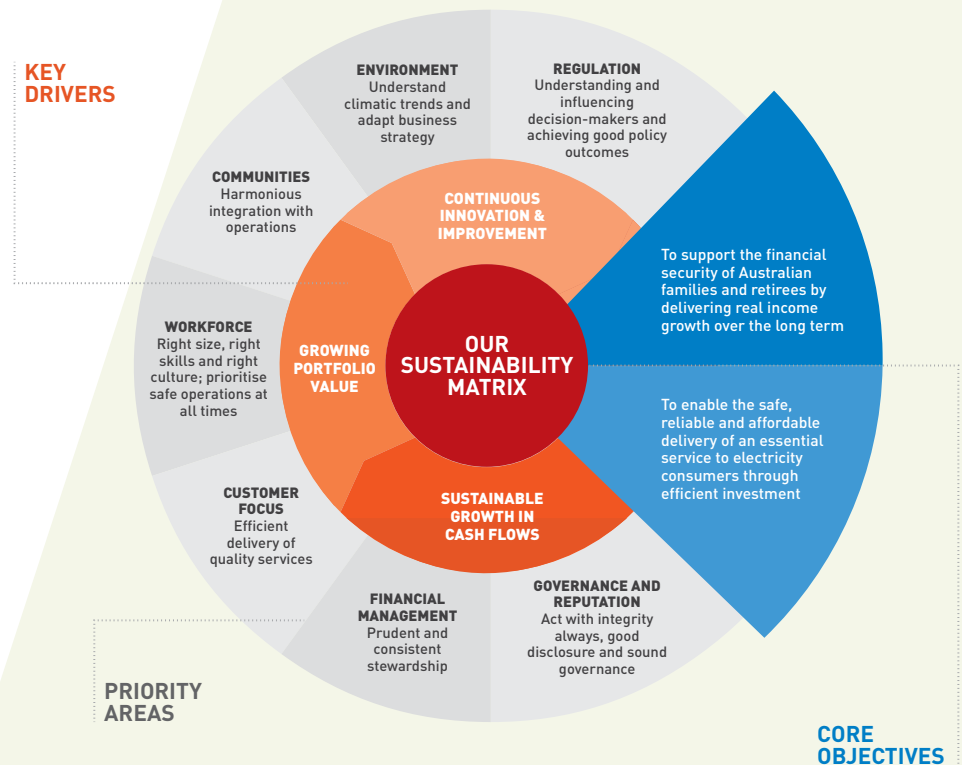 KEY
DRIVERS
ENVIRONMENT
Understand
climatic trends and
adapt business
strategy
REGULATION
Understanding and
influencing
decision-makers and
achieving good policy
outcomes
COMMUNITIES
Harmonious
integration with
operations
CONTINUOUS
INNOVATION &
IMPROVEMENT
To support the financial
security of Australian
families and retirees by
delivering real income
growth over the long term
WORKFORCE
Right size, right
skills and right
culture; prioritise
safe operations at
all times
GROWING
PORTFOLIO
VALUE
OUR
SUSTAINABILITY
MATRIX
To enable the safe,
reliable and affordable
delivery of an essential
service to electricity
consumers through
efficient investment
CUSTOMER
FOCUS
Efficient
delivery of
quality services
SUSTAINABLE
GROWTH IN
CASH FLOWS
FINANCIAL
MANAGEMENT
Prudent and
consistent
stewardship
GOVERNANCE AND
REPUTATION
Act with integrity
always, good
disclosure and sound
governance
PRIORITY
AREAS
CORE
OBJECTIVES